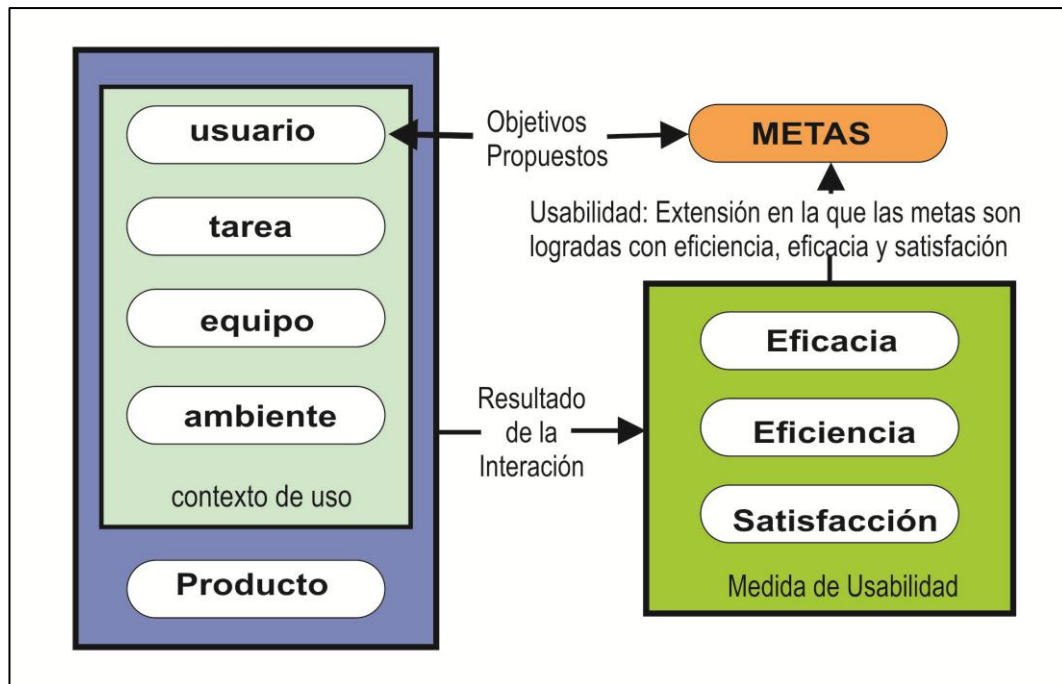 usuario
tarea
equipo
ambiente
contexto de uso
Producto
Objetivos
Propuestos
METAS
Usabilidad: Extensión en la que las metas son
logradas con eficiencia, eficacia y satisfación
Resultado
de la
Interación
Eficacia
Eficiencia
Satisfacción
Medida de Usabilidad